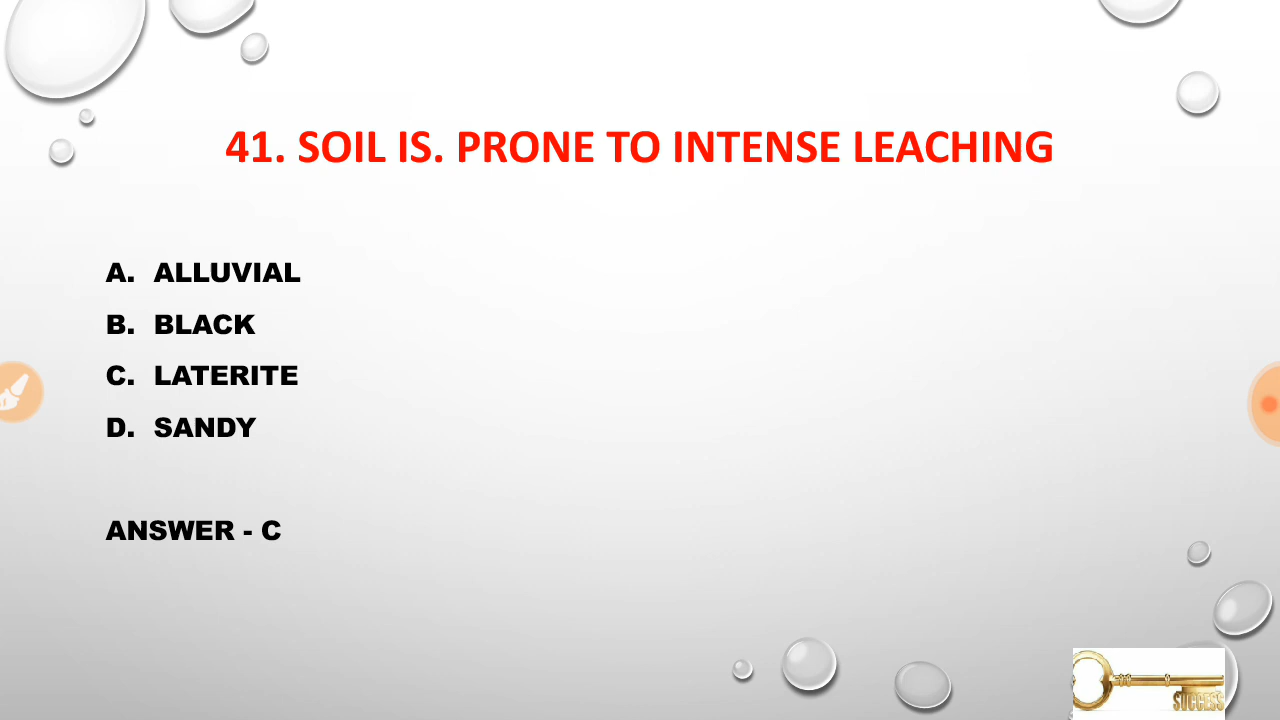 41. SOIL IS. PRONE TO INTENSE LEACHING
A. ALLUVIAL
B. BLACK
C. LATERITE
D. SANDY
ANSWER - C
SUCCESS